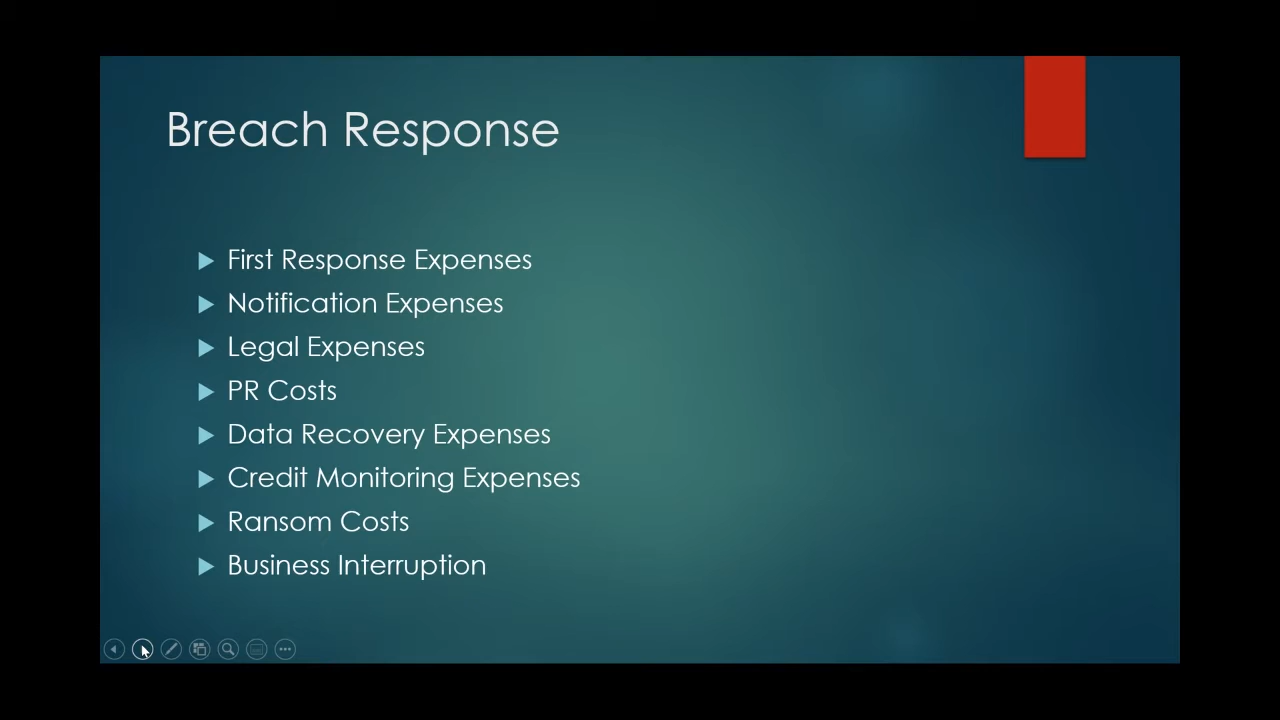 Breach Response
First Response Expenses
Notification Expenses
Legal Expenses
PR Costs
Data Recovery Expenses
Credit Monitoring Expenses
Ransom Costs
Business Interruption